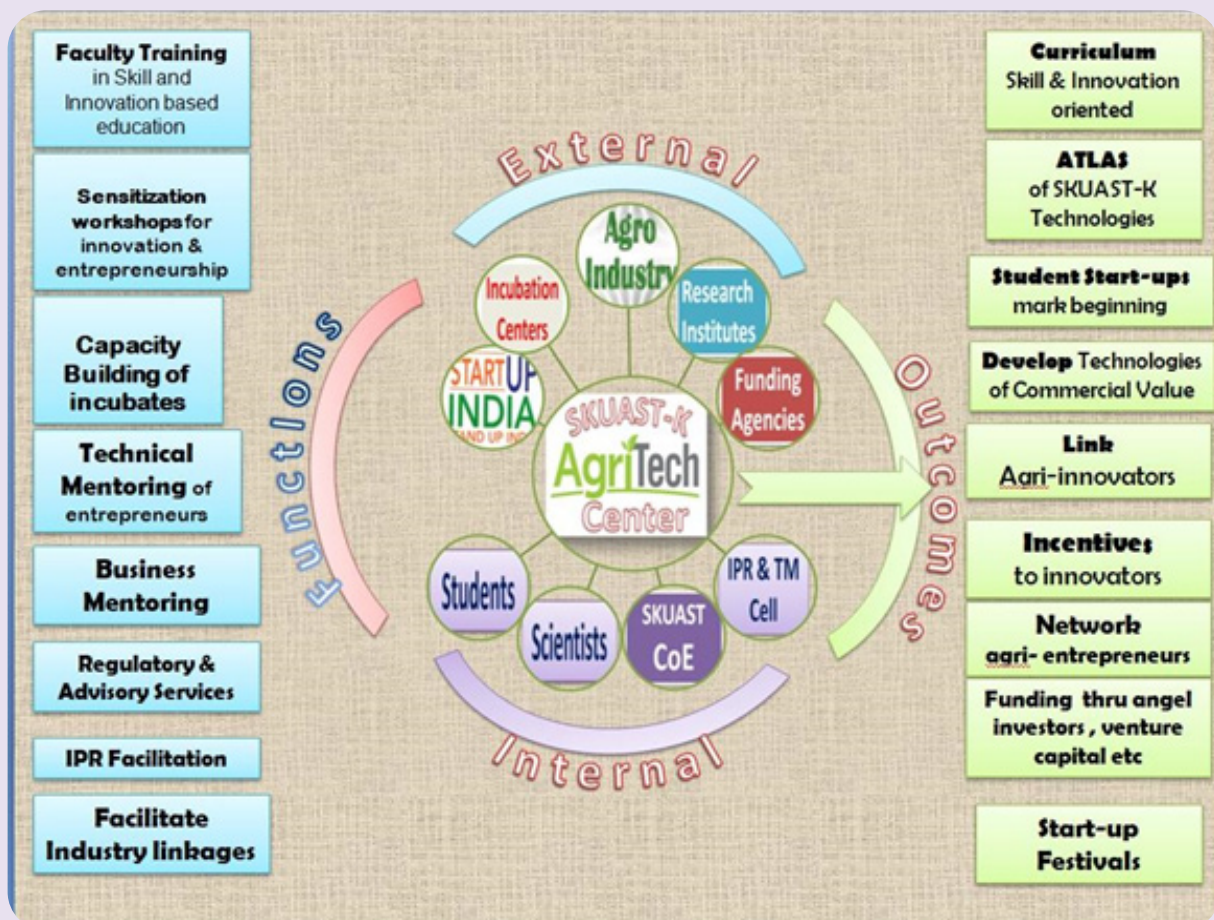 Faculty Training
in Skill and
Innovation based
education
Sensitization
workshops for
innovation &
entrepreneurship
Capacity
Building of
incubates
Technical
Mentoring of
entrepreneurs
Business
Mentoring
Regulatory &
Advisory Services
IPR Facilitation
Facilitate
Industry linkages
Functions
External
Agro
Industry
Incubation
Centers
Research
Institutes
STARTUP
INDIA
AND UP IND
Funding
Agencies
SKUAST-K
AgriTech
Center
Students
Scientists
SKUAST
CoE
IPR & TM
Cell
Internal
Outcomes
Curriculum
Skill & Innovation
oriented
ATLAS
of SKUAST-K
Technologies
Student Start-ups
mark beginning
Develop Technologies
of Commercial Value
Link
Agri-innovators
Incentives
to innovators
Network
agri- entrepreneurs
Funding thru angel
investors , venture
capital etc
Start-up
Festivals